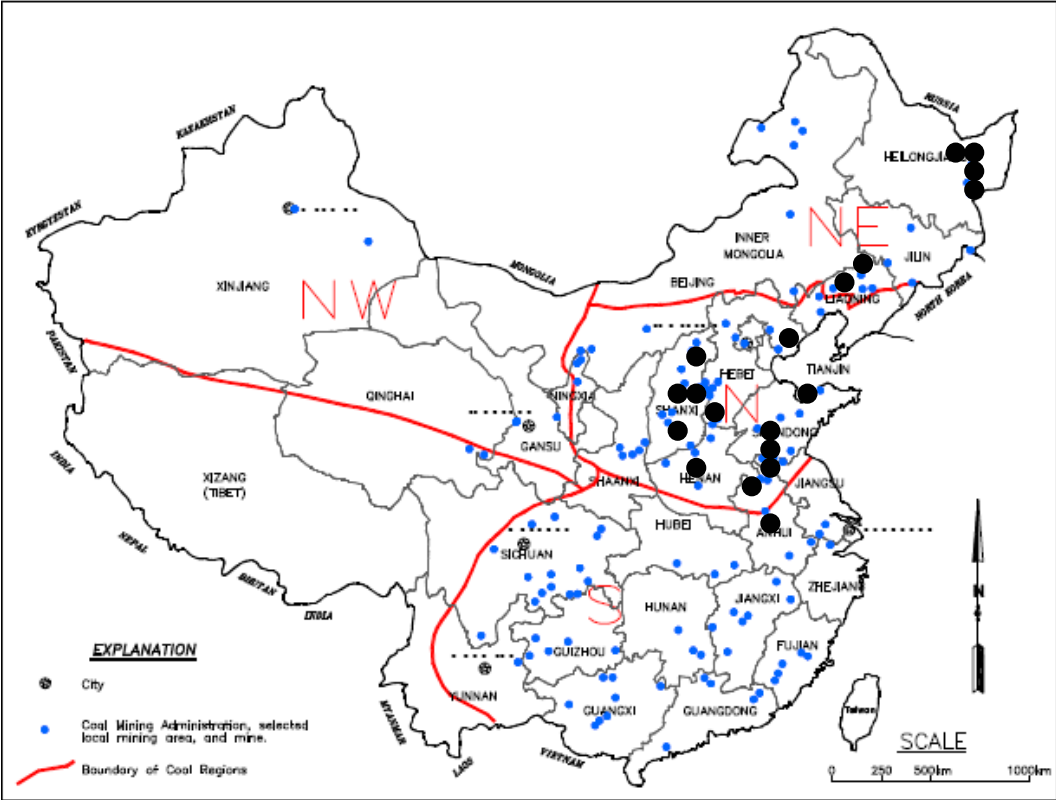 RUSSIA
KAZAKHSTAN
HEILONGJIA
KYRGYZSTAN
NE
INNER
MONGOLIA
JILIN
MONGOLIA
BEIJING
XINJIANG
NW
LIAONING
NORTH KOREA
PAKISTAN
HEBEI
TIANJIN
QINGHAI
NINGXIA
SHANXI
N
GANSU
INDIA
XIZANG
(TIBET)
SHAANXI
HENAN
JIANGSU
HUBEI
ANHUI
NEPAL
SICHUAN
BHUTAN
INDIA
S
HUNAN
JIANGXI
ZHEJIANG
N
EXPLANATION
GUIZHOU
FUJIAN
City
YUNNAN
MYANMAR
GUANGXI
GUANGDONG
Taiwan
Coal Mining Administration, selected
local mining area, and mine.
LAOS
VIETNAM
SCALE
Boundary of Coal Regions
0 250 500km 1000km